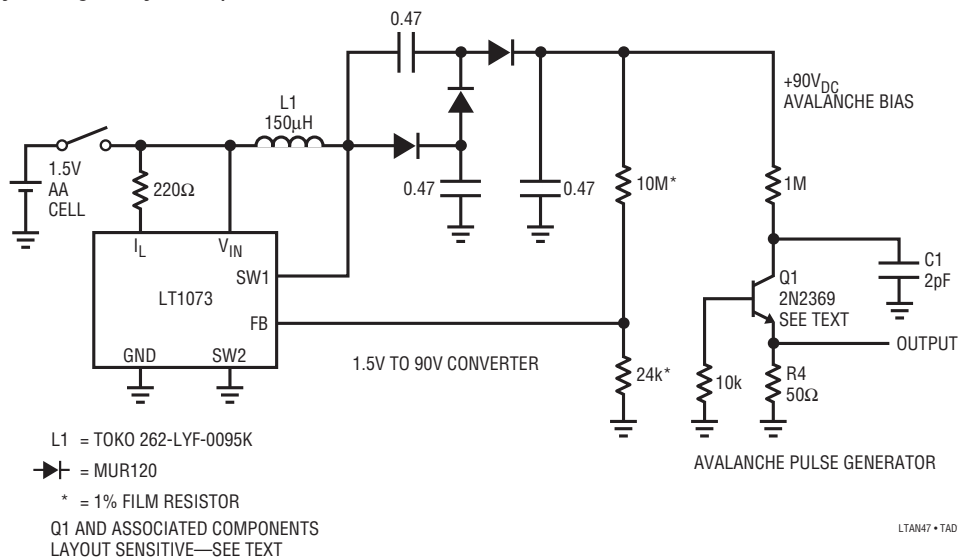 0.47
+90VDC
AVALANCHE BIAS
L1
150µH
1.5V
AA
CELL
220Ω
0.47
0.47
10M*
1M
IL
VIN
SW1
LT1073
FB
GND
SW2
C1
2pF
Q1
2N2369
SEE TEXT
OUTPUT
1.5V TO 90V CONVERTER
24k*
10k
R4
50Ω
L1 = TOKO 262-LYF-0095K
= MUR120
* = 1% FILM RESISTOR
Q1 AND ASSOCIATED COMPONENTS
LAYOUT SENSITIVE—SEE TEXT
AVALANCHE PULSE GENERATOR
LTAN47 • TAD